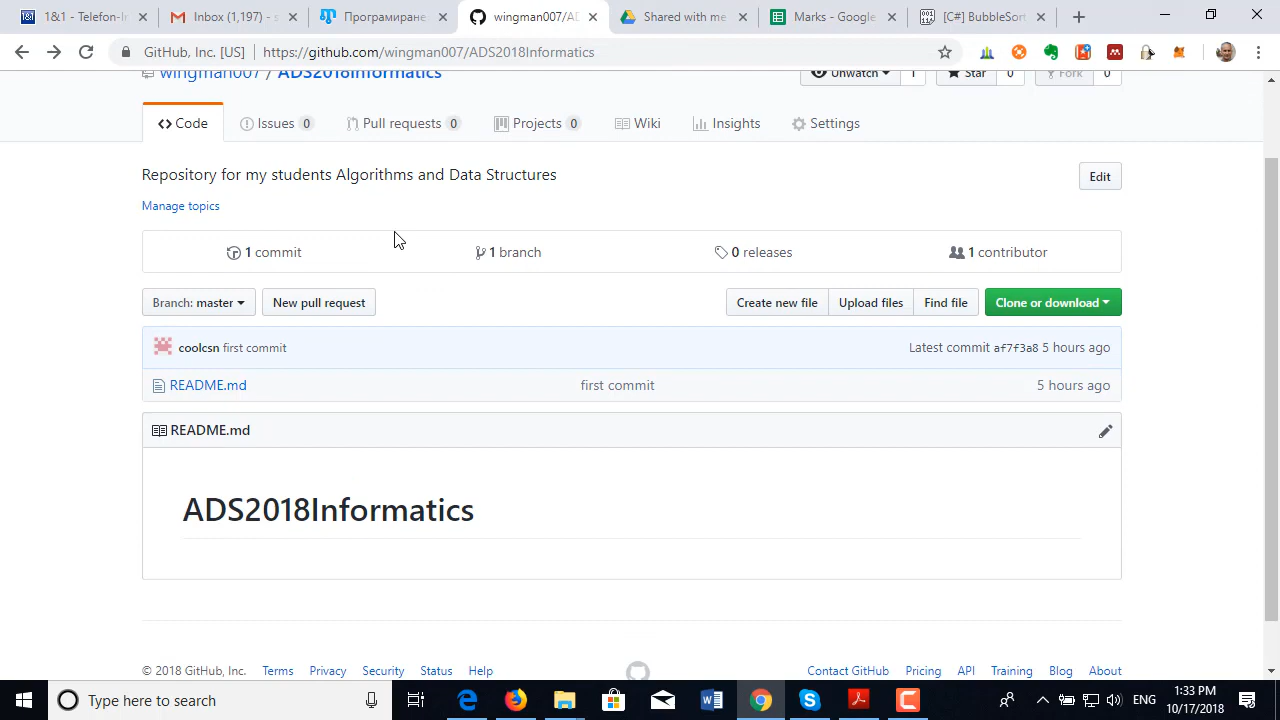 1&1 - Telefon-I
Inbox (1,197) - s
Програмиране
wingman007/AD
Shared with me
Marks - Google
[C#] BubbleSort
GitHub, Inc. [US] https://github.com/wingman007/ADS2018Informatics
wingman007 / ADS2018Informatics
Unwatch 1 Star 0 Fork 0
Code Issues 0 Pull requests 0 Projects 0 Wiki Insights Settings
Repository for my students Algorithms and Data Structures
Edit
Manage topics
1 commit 1 branch 0 releases 1 contributor
Branch: master New pull request Create new file Upload files Find file Clone or download
coolcsn first commit Latest commit af7f3a8 5 hours ago
README.md first commit 5 hours ago
README.md
ADS2018Informatics
© 2018 GitHub, Inc. Terms Privacy Security Status Help Contact GitHub Pricing API Training Blog About
Type here to search
ENG
1:33 PM
10/17/2018